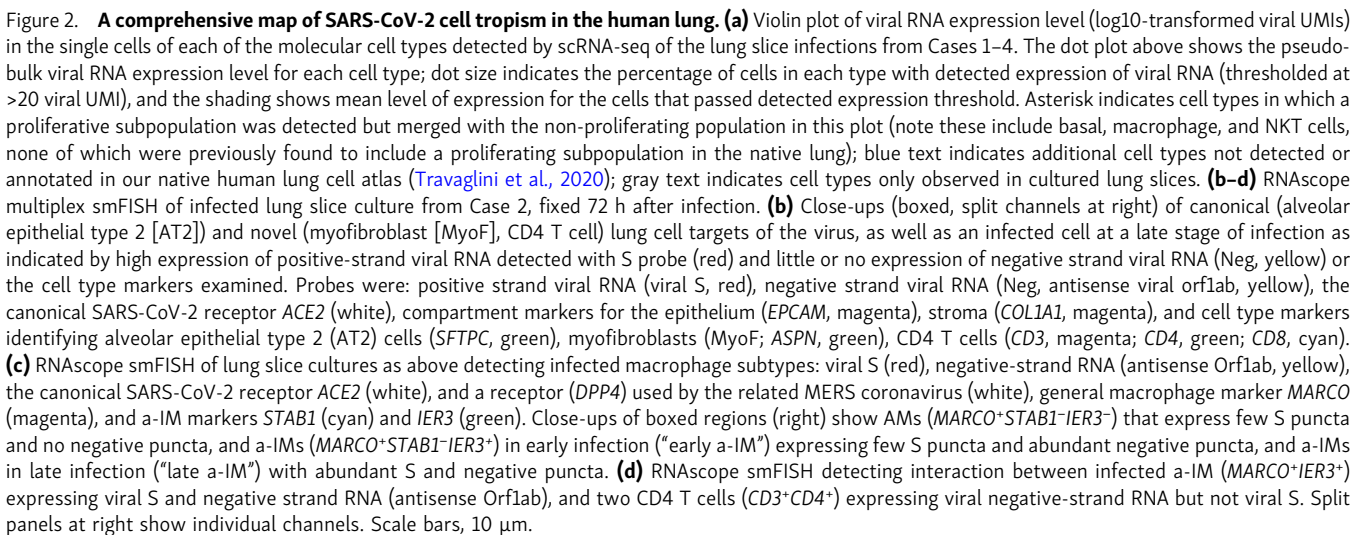 Figure 2. A comprehensive map of SARS-CoV-2 cell tropism in the human lung. (a) Violin plot of viral RNA expression level (log10-transformed viral UMIs)
in the single cells of each of the molecular cell types detected by scRNA-seq of the lung slice infections from Cases 1–4. The dot plot above shows the pseudo-
bulk viral RNA expression level for each cell type; dot size indicates the percentage of cells in each type with detected expression of viral RNA (thresholded at
>20 viral UMI), and the shading shows mean level of expression for the cells that passed detected expression threshold. Asterisk indicates cell types in which a
proliferative subpopulation was detected but merged with the non-proliferating population in this plot (note these include basal, macrophage, and NKT cells,
none of which were previously found to include a proliferating subpopulation in the native lung); blue text indicates additional cell types not detected or
annotated in our native human lung cell atlas (Travaglini et al., 2020); gray text indicates cell types only observed in cultured lung slices. (b–d) RNAscope
multiplex smFISH of infected lung slice culture from Case 2, fixed 72 h after infection. (b) Close-ups (boxed, split channels at right) of canonical (alveolar
epithelial type 2 [AT2]) and novel (myofibroblast [MyoF], CD4 T cell) lung cell targets of the virus, as well as an infected cell at a late stage of infection as
indicated by high expression of positive-strand viral RNA detected with S probe (red) and little or no expression of negative strand viral RNA (Neg, yellow) or
the cell type markers examined. Probes were: positive strand viral RNA (viral S, red), negative strand viral RNA (Neg, antisense viral orf1ab, yellow), the
canonical SARS-CoV-2 receptor ACE2 (white), compartment markers for the epithelium (EPCAM, magenta), stroma (COL1A1, magenta), and cell type markers
identifying alveolar epithelial type 2 (AT2) cells (SFTPC, green), myofibroblasts (MyoF; ASPN, green), CD4 T cells (CD3, magenta; CD4, green; CD8, cyan).
(c) RNAscope smFISH of lung slice cultures as above detecting infected macrophage subtypes: viral S (red), negative-strand RNA (antisense Orf1ab, yellow),
the canonical SARS-CoV-2 receptor ACE2 (white), and a receptor (DPP4) used by the related MERS coronavirus (white), general macrophage marker MARCO
(magenta), and a-IM markers STAB1 (cyan) and IER3 (green). Close-ups of boxed regions (right) show AMs (MARCO⁺STAB1⁻IER3⁻) that express few S puncta
and no negative puncta, and a-IMs (MARCO⁺STAB1⁻IER3⁺) in early infection (“early a-IM”) expressing few S puncta and abundant negative puncta, and a-IMs
in late infection (“late a-IM”) with abundant S and negative puncta. (d) RNAscope smFISH detecting interaction between infected a-IM (MARCO⁺IER3⁺)
expressing viral S and negative strand RNA (antisense Orf1ab), and two CD4 T cells (CD3⁺CD4⁺) expressing viral negative-strand RNA but not viral S. Split
panels at right show individual channels. Scale bars, 10 µm.